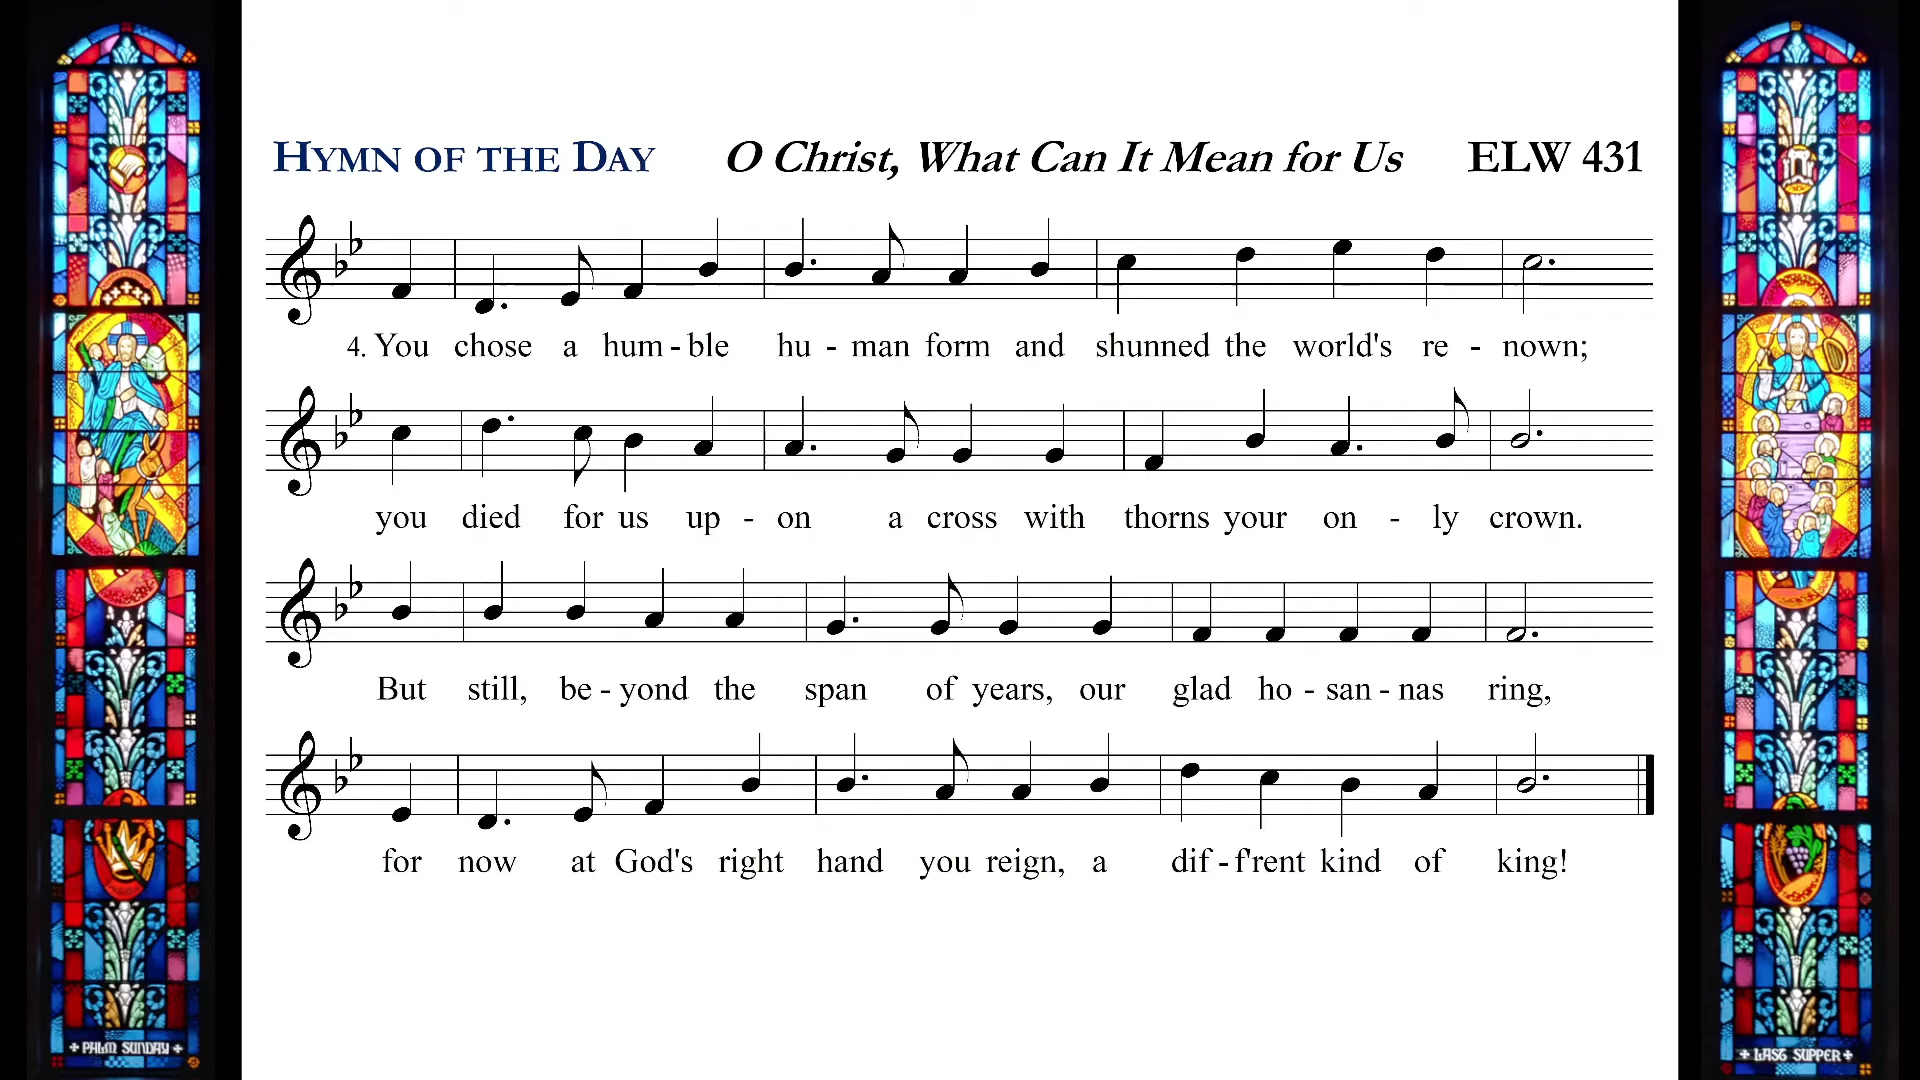 HYMN OF THE DAY O Christ, What Can It Mean for Us ELW 431
4. You chose a hum - ble hu - man form and shunned the world's re - nown;
you died for us up - on a cross with thorns your on - ly crown.
But still, be - yond the span of years, our glad ho - san - nas ring,
for now at God's right hand you reign, a dif - f'rent kind of king!
+ PALM SUNDAY +
+ LAST SUPPER +